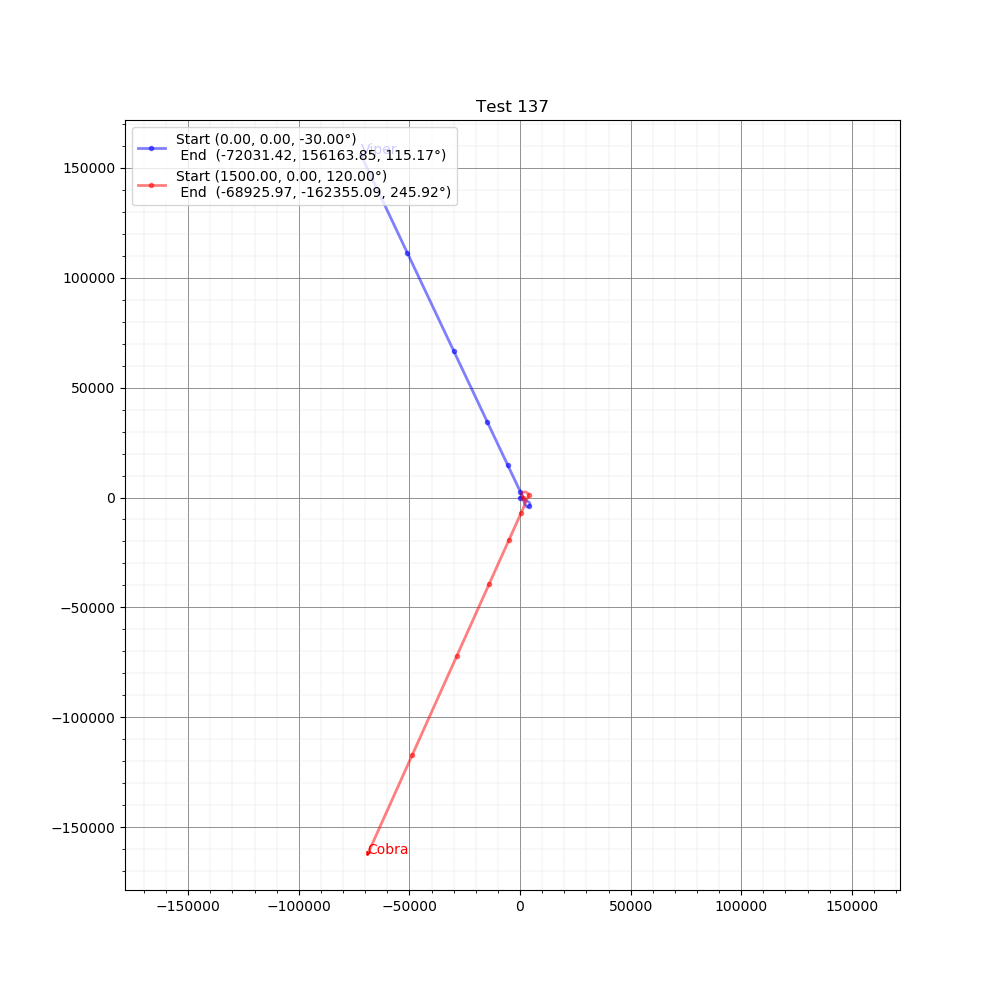 Test 137
Start (0.00, 0.00, -30.00°)
End (-72031.42, 156163.85, 115.17°)
Start (1500.00, 0.00, 120.00°)
End (-68925.97, -162355.09, 245.92°)
Viper
150000
100000
50000
0
−50000
−100000
−150000
Cobra
−150000 −100000 −50000 0 50000 100000 150000